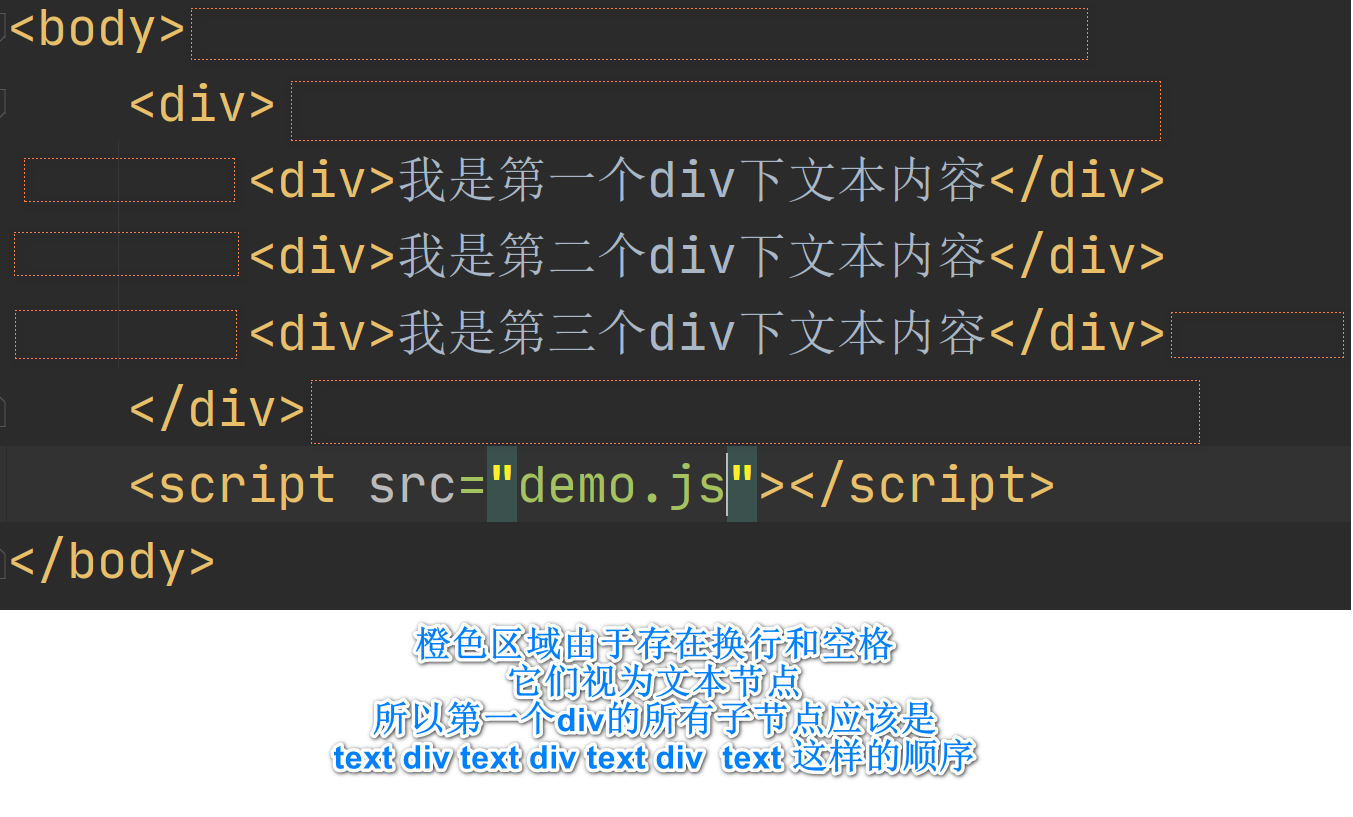 <body>
<div>
<div>我是第一个div下文本内容</div>
<div>我是第二个div下文本内容</div>
<div>我是第三个div下文本内容</div>
</div>
<script src="demo.js"></script>
</body>
橙色区域由于存在换行和空格
它们视为文本节点
所以第一个div的所有子节点应该是
text div text div text div  text 这样的顺序